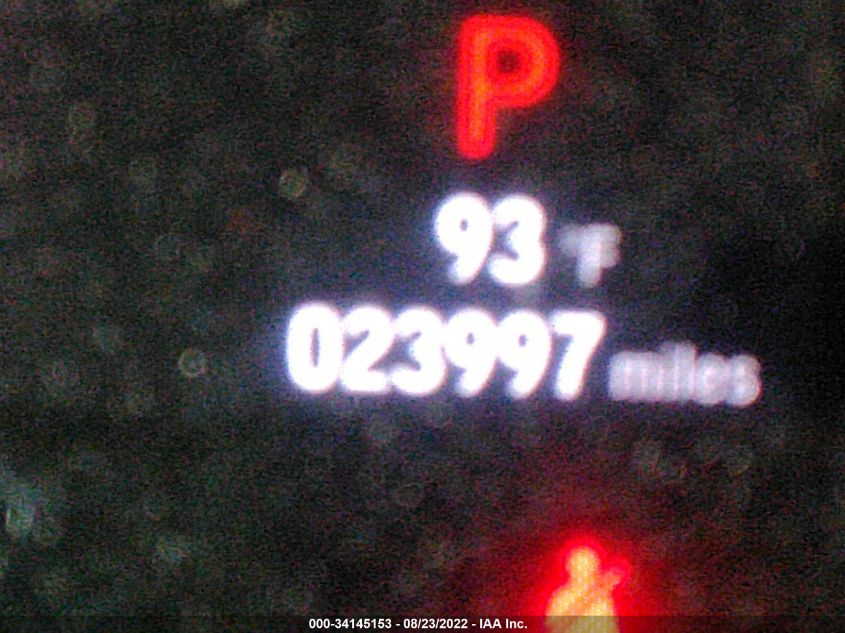 P
93 °F
023997 miles
000-34145153 - 08/23/2022 - IAA Inc.